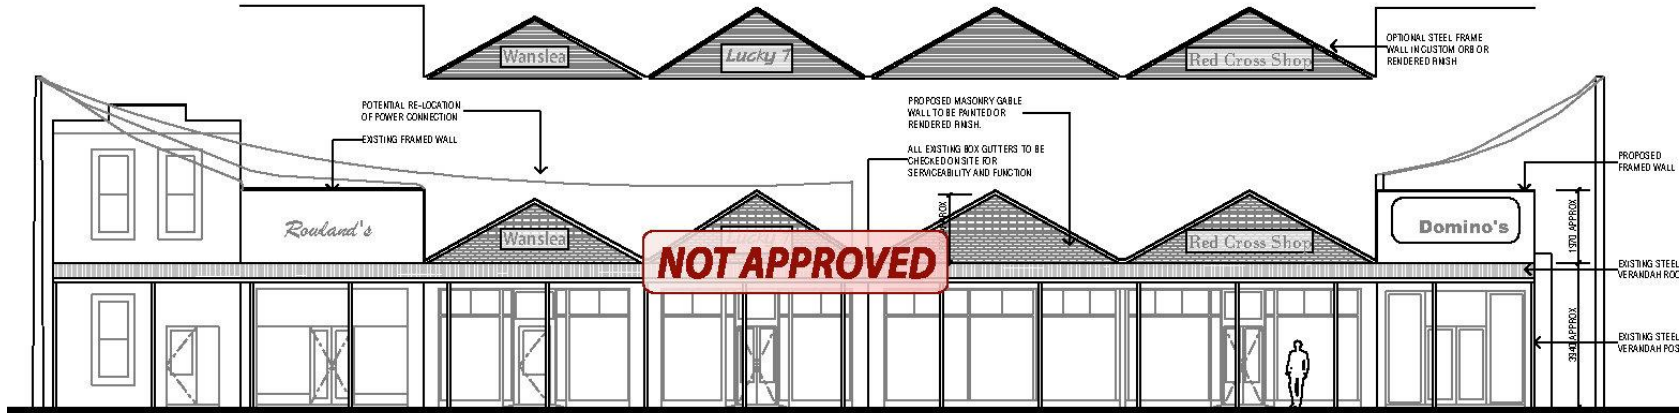 Wanslea
Lucky 7
Red Cross Shop
OPTIONAL STEEL FRAME
WALL IN CUSTOM ORB OR
RENDERED FINISH
POTENTIAL RE-LOCATION
OF POWER CONNECTION
EXISTING FRAMED WALL
PROPOSED MASONRY GABLE
WALL TO BE PAINTED OR
RENDERED FINISH.
ALL EXISTING BOX GUTTERS TO BE
CHECKED ON SITE FOR
SERVICEABILITY AND FUNCTION
PROPOSED
FRAMED WALL
Rowland's
Wanslea
Lucky 7
Red Cross Shop
Domino's
1970 APPROX
NOT APPROVED
EXISTING STEEL
VERANDAH ROO
3940 APPROX
EXISTING STEEL
VERANDAH POS